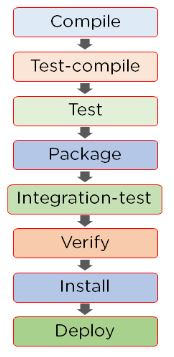 Compile
Test-compile
Test
Package
Integration-test
Verify
Install
Deploy